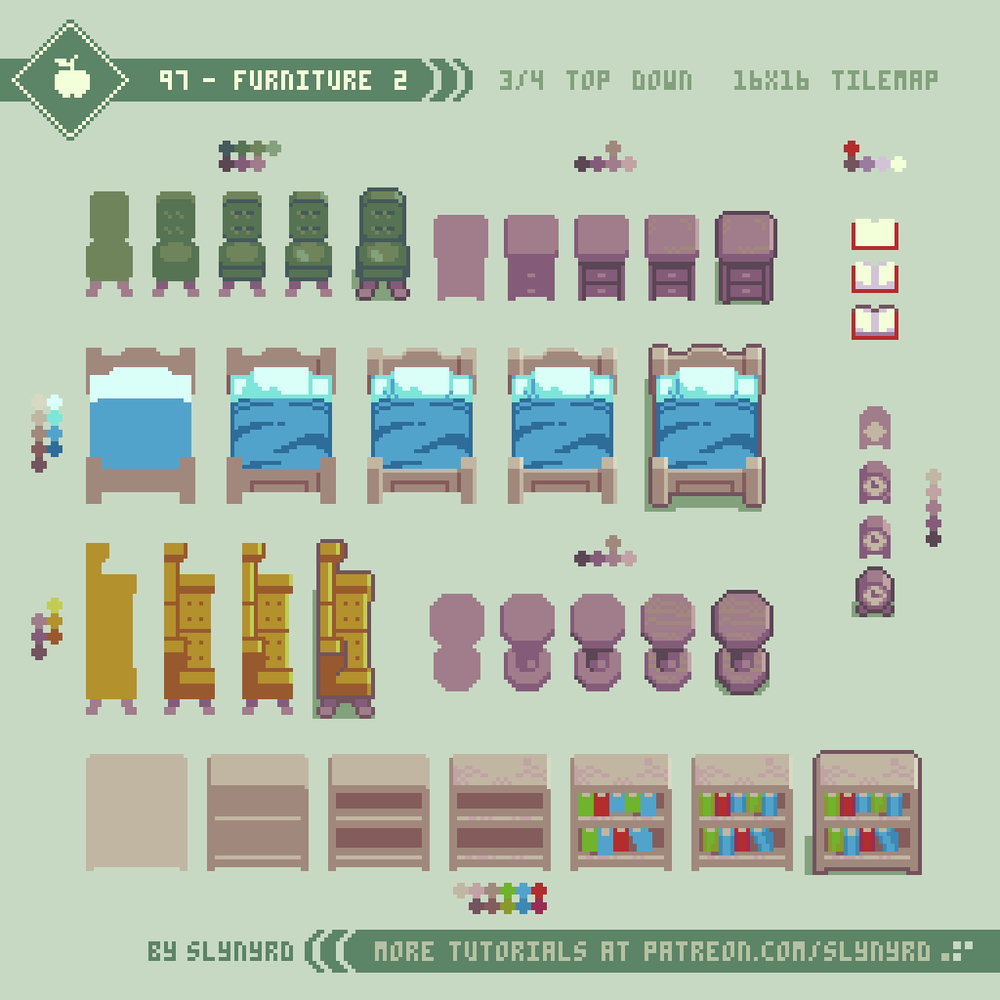 97 - FURNITURE 2
3/4 TOP DOWN 16X16 TILEMAP
BY SLYNYRD
MORE TUTORIALS AT PATREON.COM/SLYNYRD